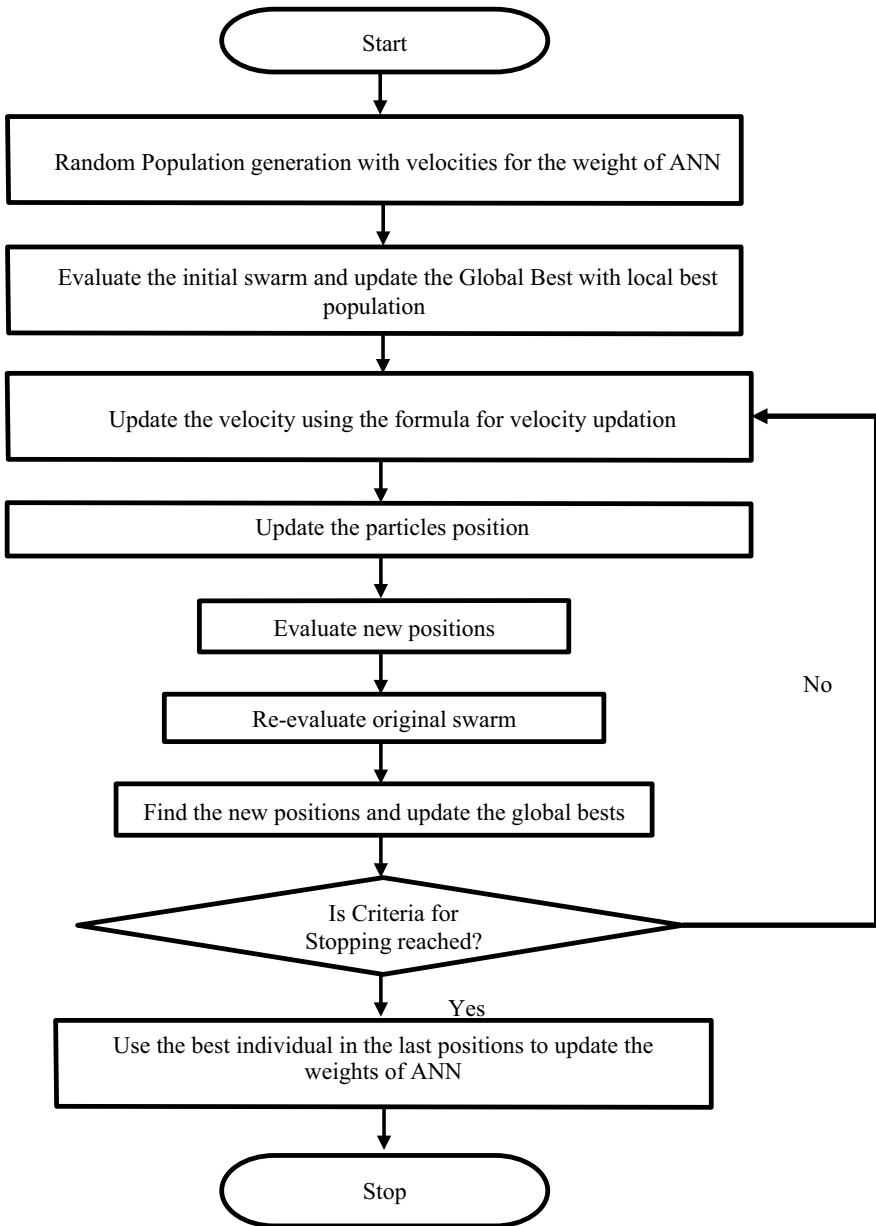 Start
Random Population generation with velocities for the weight of ANN
Evaluate the initial swarm and update the Global Best with local best
population
Update the velocity using the formula for velocity updation
Update the particles position
Evaluate new positions
No
Re-evaluate original swarm
Find the new positions and update the global bests
Is Criteria for
Stopping reached?
Yes
Use the best individual in the last positions to update the
weights of ANN
Stop